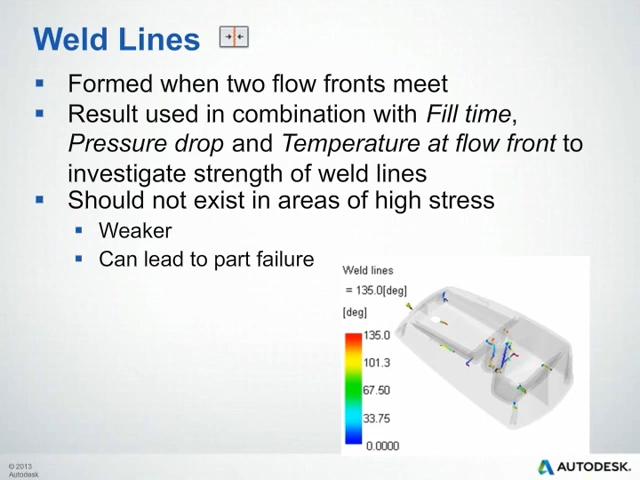 Weld Lines
Formed when two flow fronts meet
Result used in combination with Fill time,
Pressure drop and Temperature at flow front to
investigate strength of weld lines
Should not exist in areas of high stress
Weaker
Can lead to part failure
Weld lines
= 135.0[deg]
[deg]
135.0
101.3
67.50
33.75
0.0000
© 2013
Autodesk
AUTODESK.